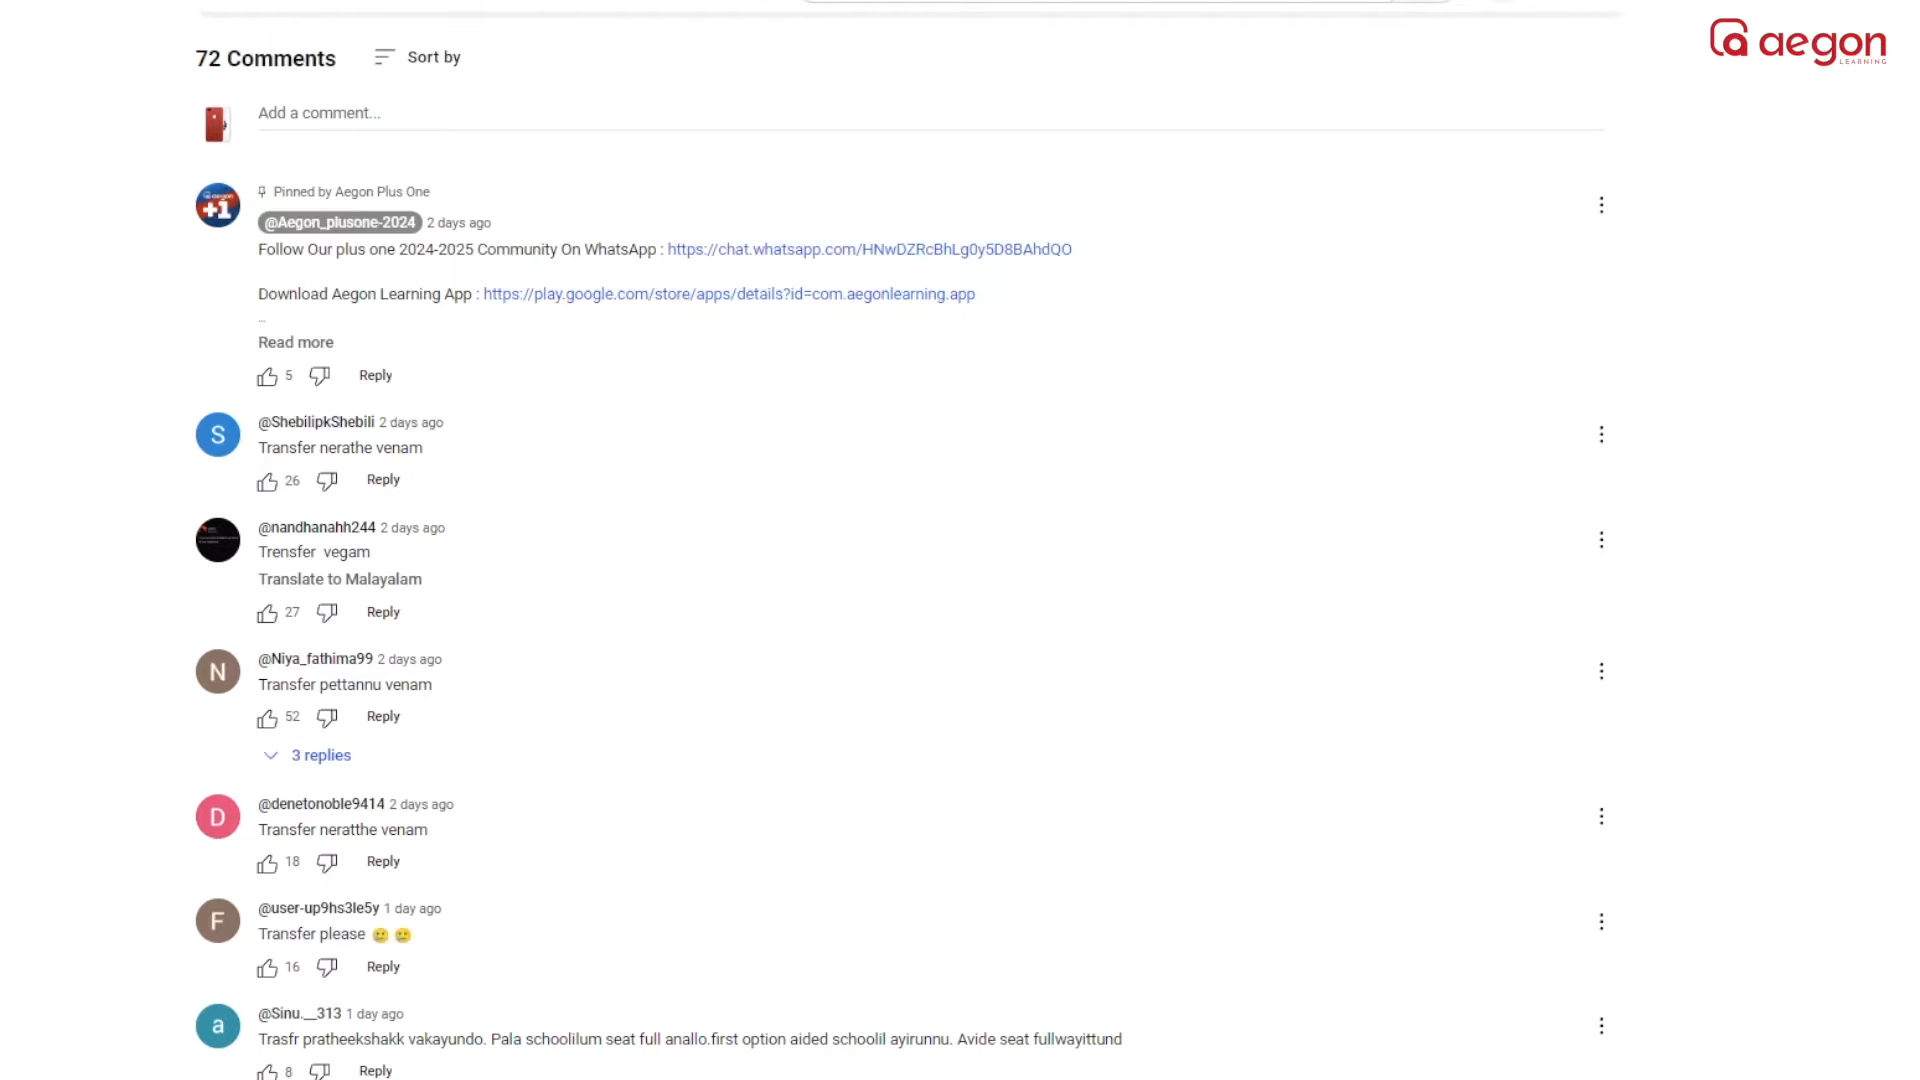 aegon
LEARNING
72 Comments
Sort by
Add a comment...
Pinned by Aegon Plus One
@Aegon_plusone-2024 2 days ago
Follow Our plus one 2024-2025 Community On WhatsApp : https://chat.whatsapp.com/HNwDZRcBhLg0y5D8BAhdQO
Download Aegon Learning App : https://play.google.com/store/apps/details?id=com.aegonlearning.app
...
Read more
5 Reply
S
@ShebilipkShebili 2 days ago
Transfer nerathe venam
26 Reply
@nandhanahh244 2 days ago
Trensfer vegam
Translate to Malayalam
27 Reply
N
@Niya_fathima99 2 days ago
Transfer pettannu venam
52 Reply
3 replies
D
@denetonoble9414 2 days ago
Transfer neratthe venam
18 Reply
F
@user-up9hs3le5y 1 day ago
Transfer please 🥲 🥲
16 Reply
a
@Sinu.__313 1 day ago
Trasfr pratheekshakk vakayundo. Pala schoolilum seat full anallo.first option aided schoolil ayirunnu. Avide seat fullwayittund
8 Reply